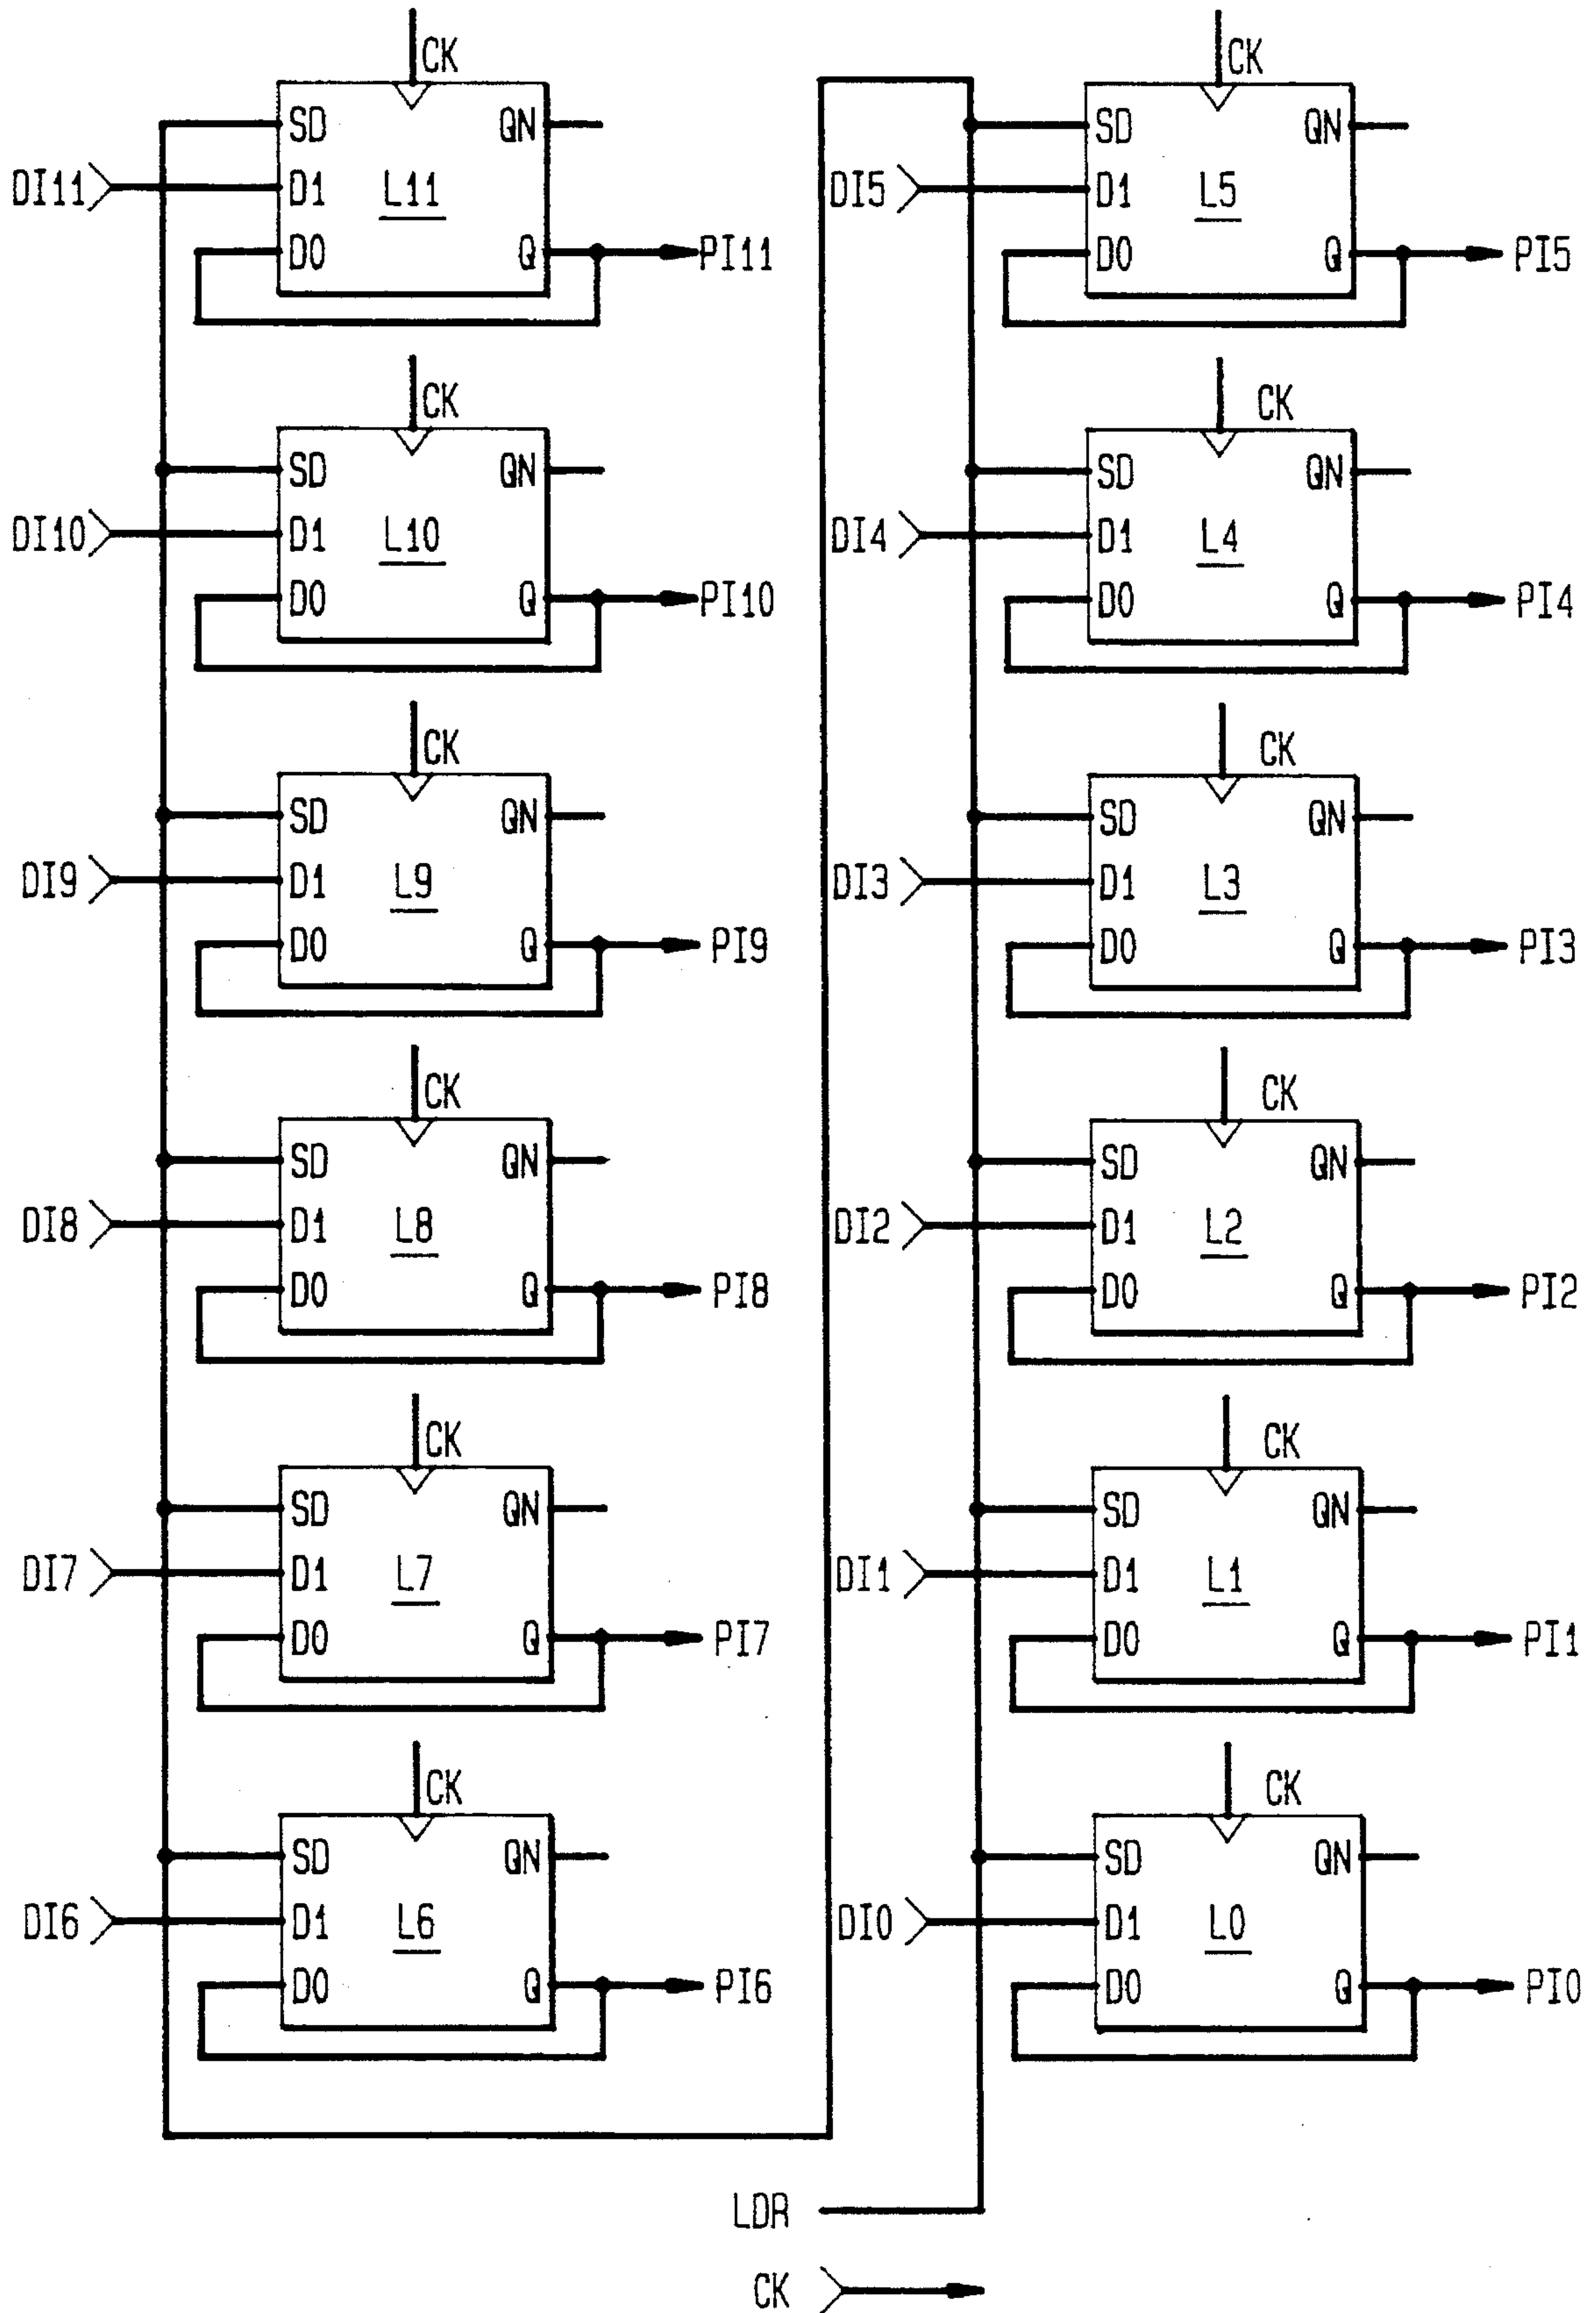 CK
SD QN
DI11 D1 L11
D0 Q PI11
CK
SD QN
DI10 D1 L10
D0 Q PI10
CK
SD QN
DI9 D1 L9
D0 Q PI9
CK
SD QN
DI8 D1 L8
D0 Q PI8
CK
SD QN
DI7 D1 L7
D0 Q PI7
CK
SD QN
DI6 D1 L6
D0 Q PI6
CK
SD QN
DI5 D1 L5
D0 Q PI5
CK
SD QN
DI4 D1 L4
D0 Q PI4
CK
SD QN
DI3 D1 L3
D0 Q PI3
CK
SD QN
DI2 D1 L2
D0 Q PI2
CK
SD QN
DI1 D1 L1
D0 Q PI1
CK
SD QN
DI0 D1 L0
D0 Q PI0
LDR
CK